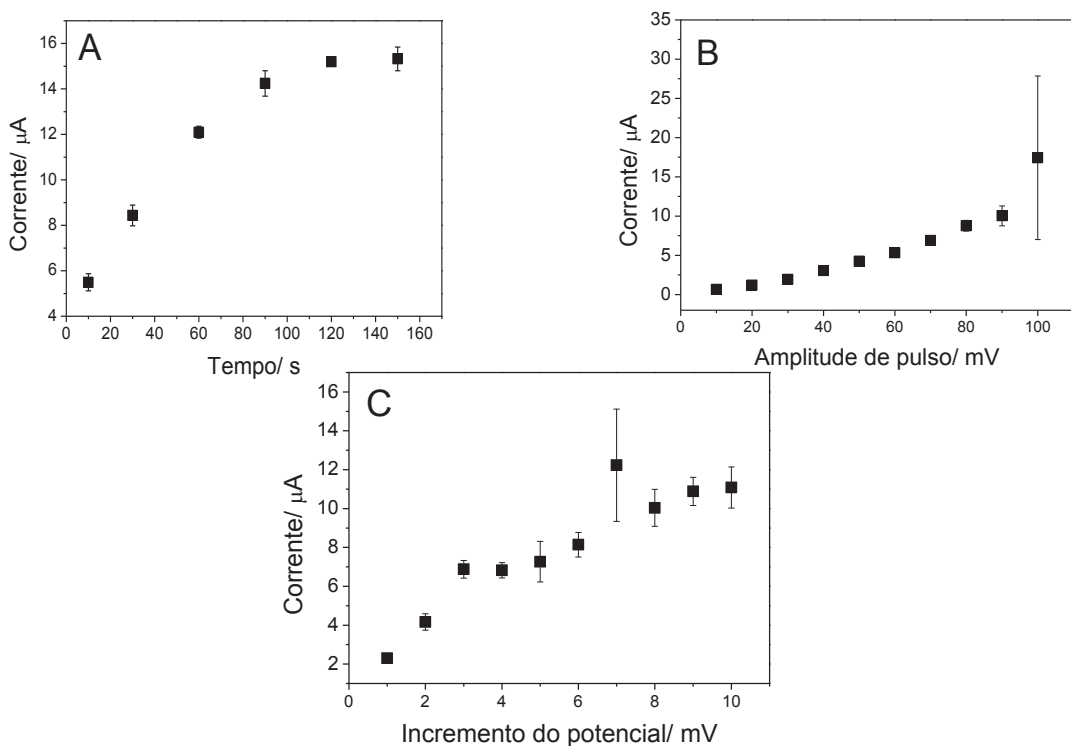 A
16
14
12
10
8
6
4
0 20 40 60 80 100 120 140 160
Corrente/ μA
Tempo/ s
B
35
30
25
20
15
10
5
0
0 20 40 60 80 100
Corrente/ μA
Amplitude de pulso/ mV
C
16
14
12
10
8
6
4
2
0 2 4 6 8 10
Corrente/ μA
Incremento do potencial/ mV